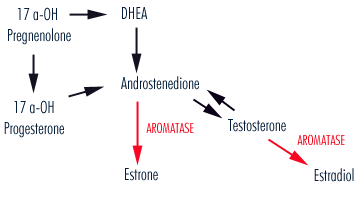 17 a-OH
Pregnenolone
DHEA
Androstenedione
17 a-OH
Progesterone
AROMATASE
Testosterone
AROMATASE
Estrone
Estradiol